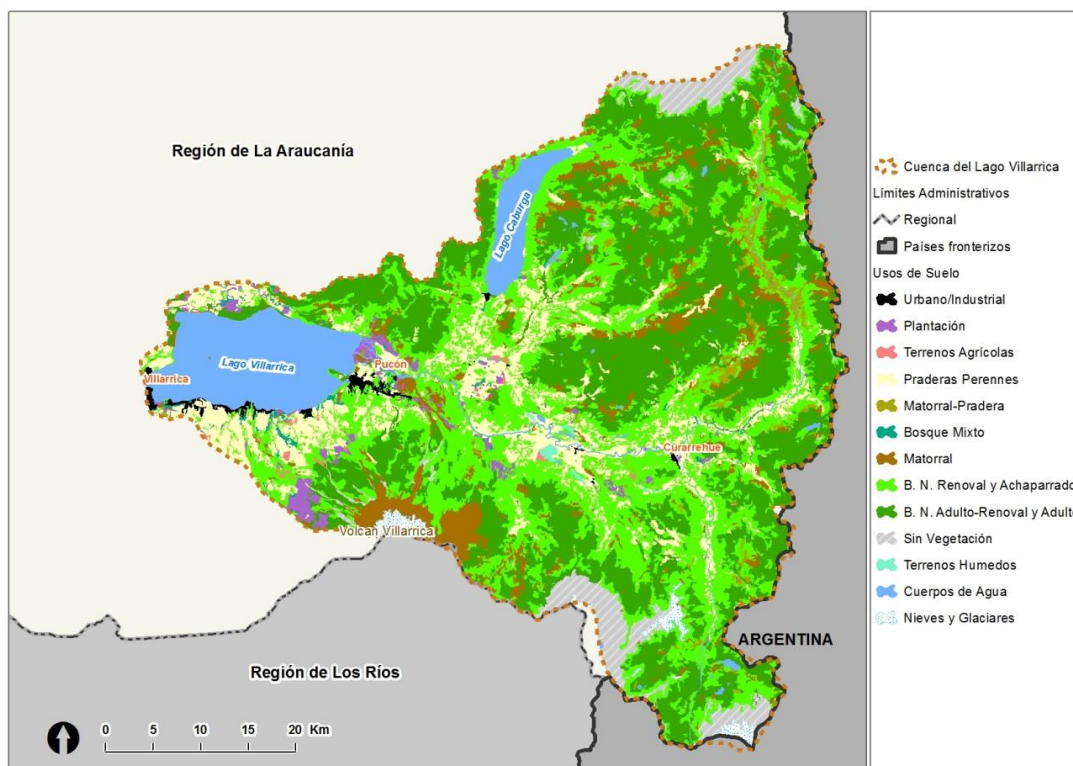 Región de La Araucanía
Lago Caburga
Lago Villarrica
Villarrica
Pucón
Curarrehue
Volcán Villarrica
ARGENTINA
Región de Los Ríos
0 5 10 15 20 Km
Cuenca del Lago Villarrica
Límites Administrativos
Regional
Países fronterizos
Usos de Suelo
Urbano/Industrial
Plantación
Terrenos Agrícolas
Praderas Perennes
Matorral-Pradera
Bosque Mixto
Matorral
B. N. Renoval y Achaparrado
B. N. Adulto-Renoval y Adulto
Sin Vegetación
Terrenos Humedos
Cuerpos de Agua
Nieves y Glaciares